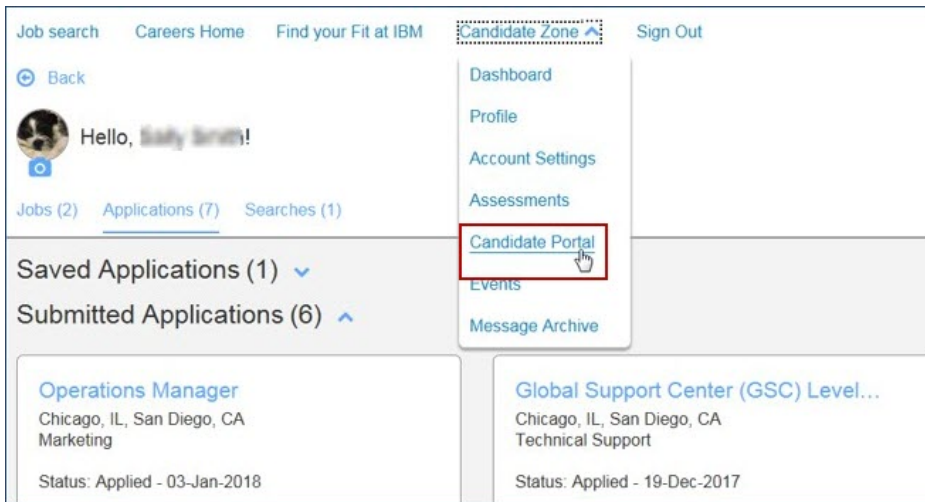 Job search Careers Home Find your Fit at IBM Candidate Zone Sign Out
Back
Hello, !
Jobs (2) Applications (7) Searches (1)
Dashboard
Profile
Account Settings
Assessments
Candidate Portal
Events
Message Archive
Saved Applications (1)
Submitted Applications (6)
Operations Manager
Chicago, IL, San Diego, CA
Marketing
Status: Applied - 03-Jan-2018
Global Support Center (GSC) Level...
Chicago, IL, San Diego, CA
Technical Support
Status: Applied - 19-Dec-2017